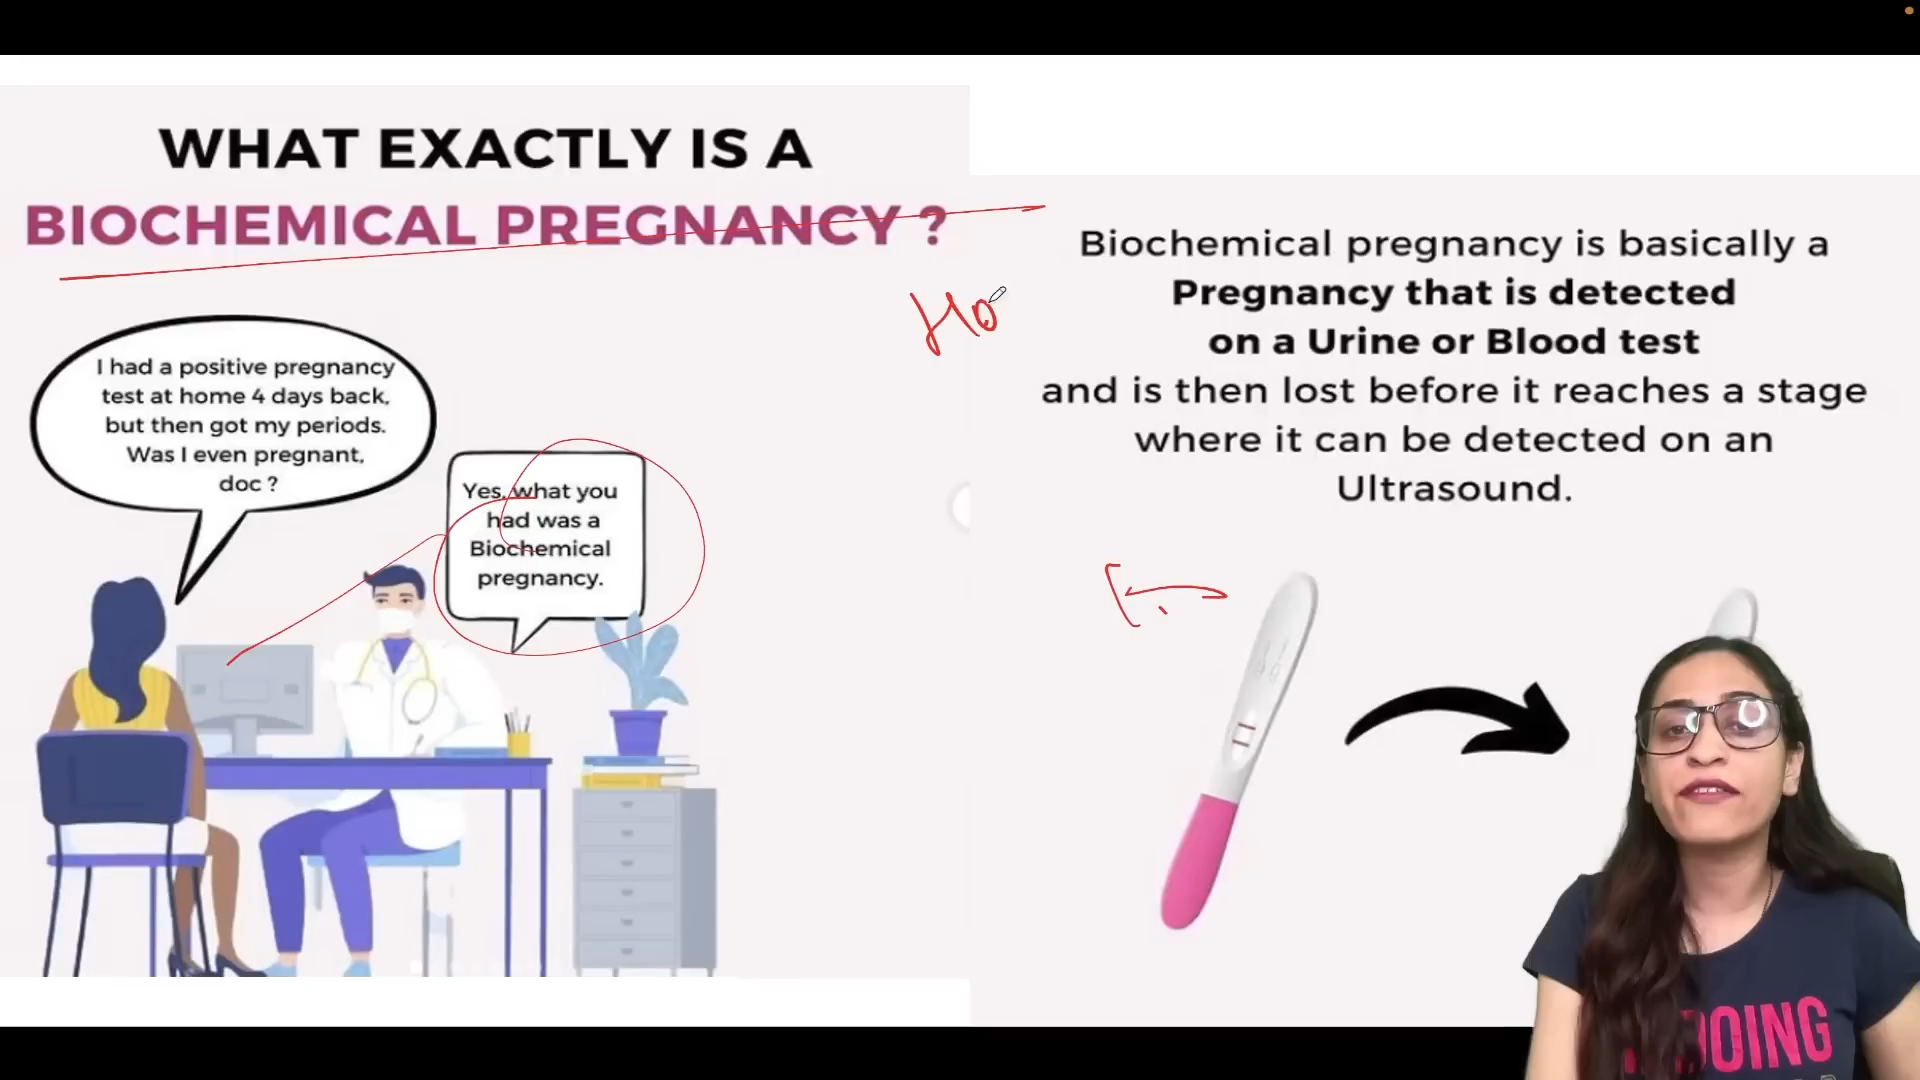 WHAT EXACTLY IS A
BIOCHEMICAL PREGNANCY ?
I had a positive pregnancy
test at home 4 days back,
but then got my periods.
Was I even pregnant,
doc ?
Yes, what you
had was a
Biochemical
pregnancy.
Ho
Biochemical pregnancy is basically a
Pregnancy that is detected
on a Urine or Blood test
and is then lost before it reaches a stage
where it can be detected on an
Ultrasound.
DOING